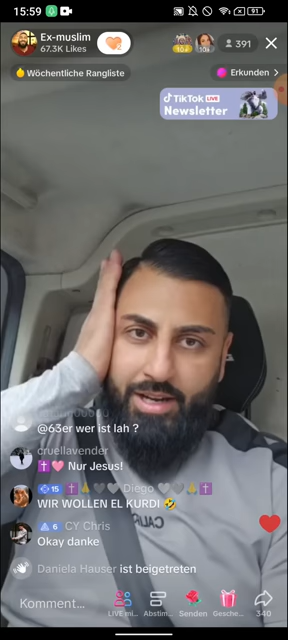 15:59
91
Ex-muslim
67.3K Likes
391
Wöchentliche Rangliste
Erkunden
TikTok LIVE
Newsletter
@63er wer ist lah ?
cruellavender
Nur Jesus!
15 Diego
WIR WOLLEN EL KURDI
6 CY Chris
Okay danke
Daniela Hauser ist beigetreten
Komment...
LIVE mi...
Abstim...
Senden
Gesche...
340